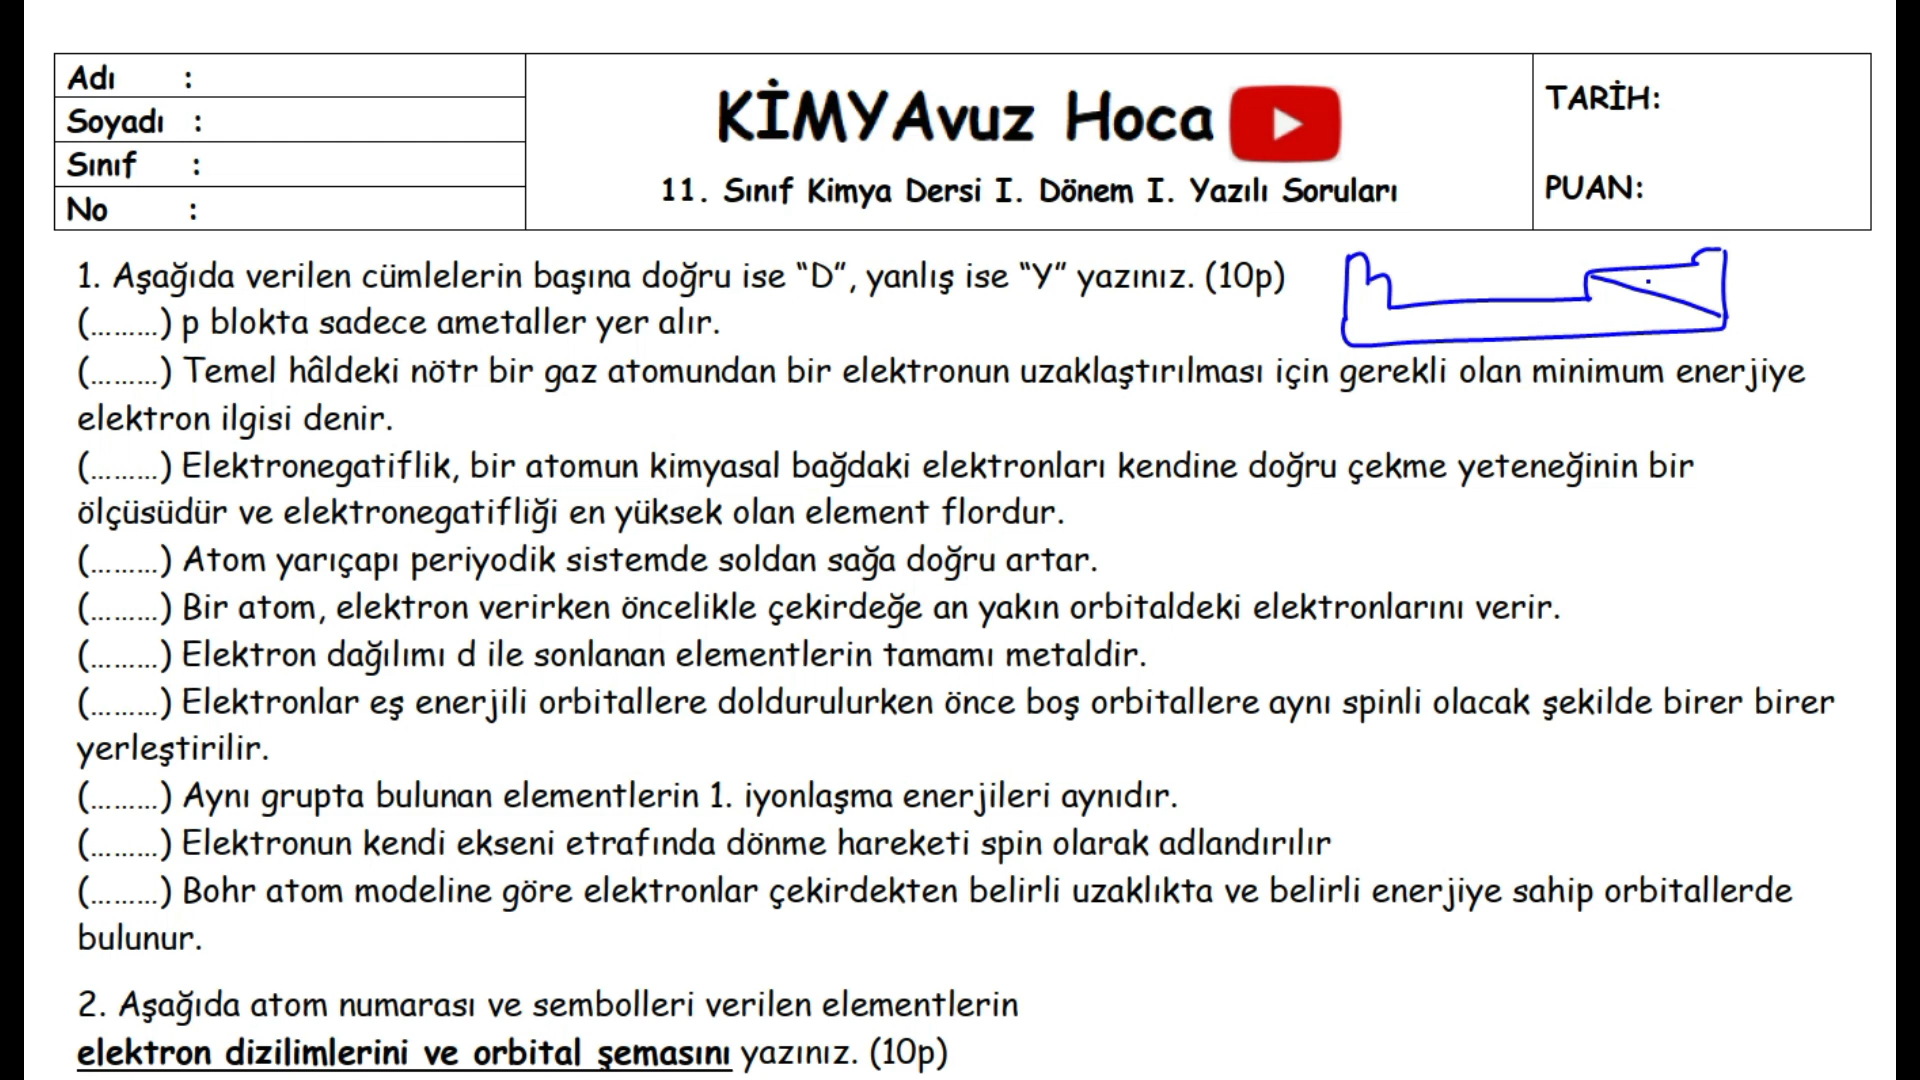 Adı :
Soyadı :
Sınıf :
No :
KİMYAvuz Hoca
11. Sınıf Kimya Dersi I. Dönem I. Yazılı Soruları
TARİH:
PUAN:
1. Aşağıda verilen cümlelerin başına doğru ise “D”, yanlış ise “Y” yazınız. (10p)
(.........) p blokta sadece ametaller yer alır.
(.........) Temel hâldeki nötr bir gaz atomundan bir elektronun uzaklaştırılması için gerekli olan minimum enerjiye
elektron ilgisi denir.
(.........) Elektronegatiflik, bir atomun kimyasal bağdaki elektronları kendine doğru çekme yeteneğinin bir
ölçüsüdür ve elektronegatifliği en yüksek olan element flordur.
(.........) Atom yarıçapı periyodik sistemde soldan sağa doğru artar.
(.........) Bir atom, elektron verirken öncelikle çekirdeğe an yakın orbitaldeki elektronlarını verir.
(.........) Elektron dağılımı d ile sonlanan elementlerin tamamı metaldir.
(.........) Elektronlar eş enerjili orbitallere doldurulurken önce boş orbitallere aynı spinli olacak şekilde birer birer
yerleştirilir.
(.........) Aynı grupta bulunan elementlerin 1. iyonlaşma enerjileri aynıdır.
(.........) Elektronun kendi ekseni etrafında dönme hareketi spin olarak adlandırılır
(.........) Bohr atom modeline göre elektronlar çekirdekten belirli uzaklıkta ve belirli enerjiye sahip orbitallerde
bulunur.
2. Aşağıda atom numarası ve sembolleri verilen elementlerin
elektron dizilimlerini ve orbital şemasını yazınız. (10p)